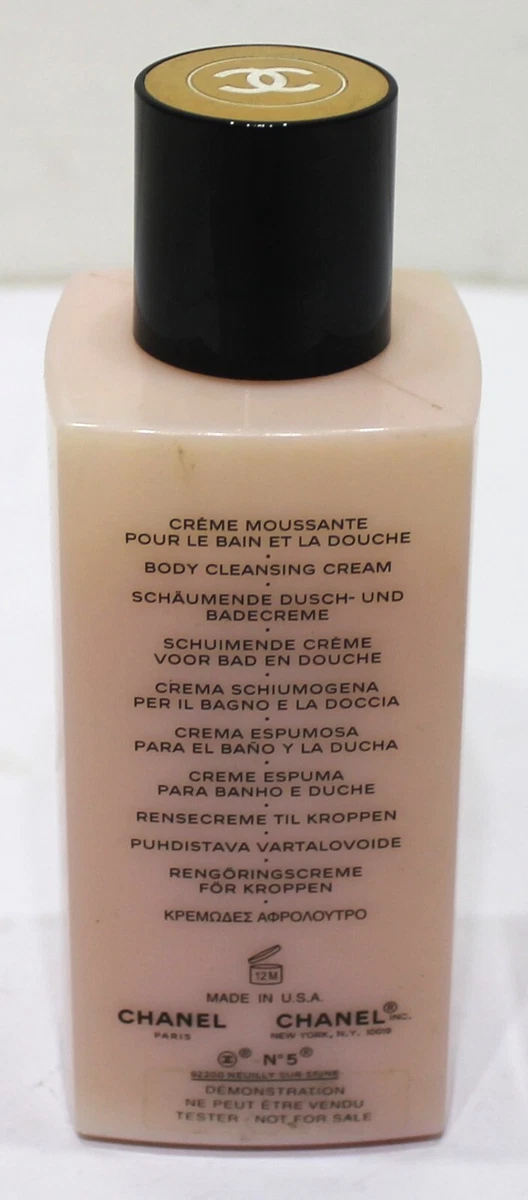 CRÈME MOUSSANTE
POUR LE BAIN ET LA DOUCHE
•
BODY CLEANSING CREAM
•
SCHÄUMENDE DUSCH- UND
BADECREME
•
SCHUIMENDE CRÈME
VOOR BAD EN DOUCHE
•
CREMA SCHIUMOGENA
PER IL BAGNO E LA DOCCIA
•
CREMA ESPUMOSA
PARA EL BAÑO Y LA DUCHA
•
CREME ESPUMA
PARA BANHO E DUCHE
•
RENSECREME TIL KROPPEN
•
PUHDISTAVA VARTALOVOIDE
•
RENGÖRINGSCREME
FÖR KROPPEN
•
ΚΡΕΜΩΔΕΣ ΑΦΡΟΛΟΥΤΡΟ
12M
MADE IN U.S.A.
CHANEL CHANEL® INC.
PARIS NEW YORK, N.Y. 10019
® - N°5®
92200 NEUILLY SUR SEINE
DÉMONSTRATION
NE PEUT ÊTRE VENDU
TESTER - NOT FOR SALE